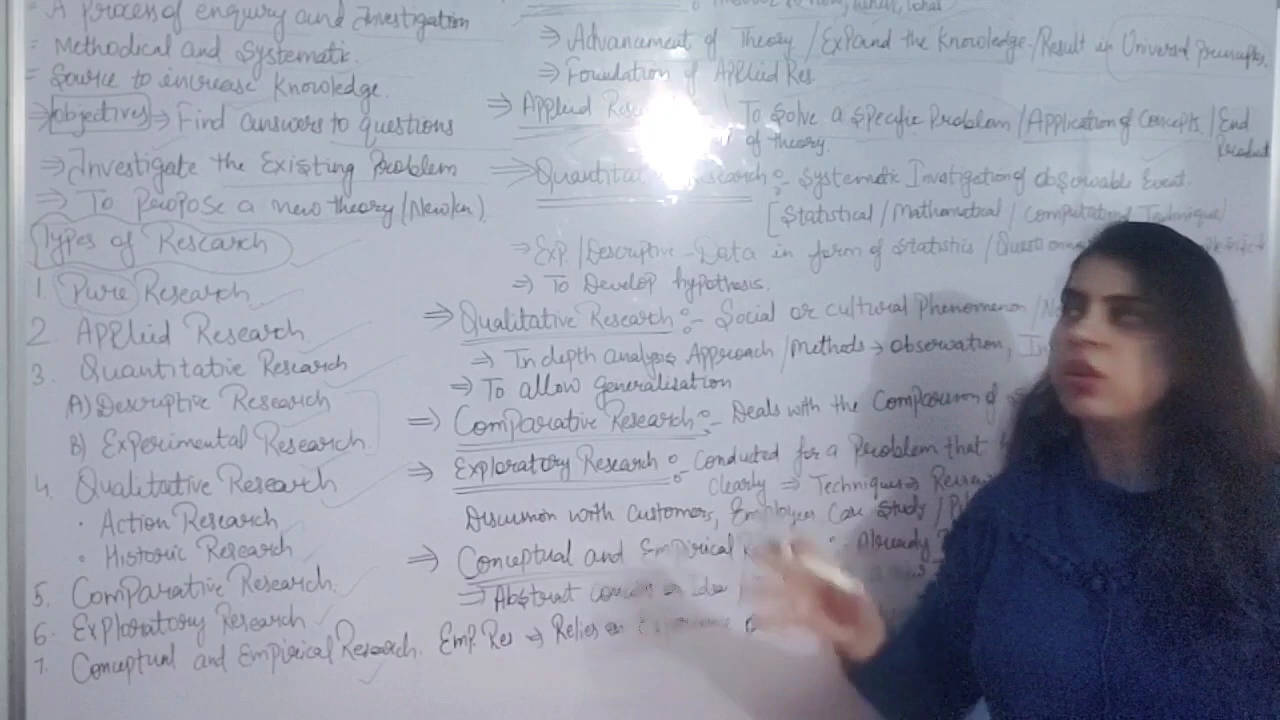 - A Process of enquiry and Investigation
= Methodical and Systematic.
= Source to increase Knowledge.
⇒ Objectives ⇒ Find answers to questions
⇒ Investigate the Existing Problem
⇒ To Propose a new theory/(New Kn)
Types of Research
1. Pure Research
2 Applied Research
3. Quantitative Research
A) Descriptive Research
B) Experimental Research.
4. Qualitative Research
• Action Research
• Historic Research
5. Comparative Research.
6. Exploratory Research
7. Conceptual and Empirical Research.
⇒ Advancement of Theory / Expand the Knowledge / Result in Universal
⇒ Foundation of Applied Res
⇒ Applied To Solve a Specific Problem / Application of Concepts / End Product
of theory.
⇒ Systematic Investigation of observable Event.
[Statistical / Mathematical /
⇒ Exp / Descriptive - Data in form of Statistics /
⇒ To Develop hypothesis.
⇒ Qualitative Research :- Social or cultural Phenomenon /
⇒ In depth analysis Approach / Methods → observation,
⇒ To allow generalisation
⇒ Comparative Research :- Deals with the Comparison of
⇒ Exploratory Research :- Conducted for a Problem that
Clearly ⇒ Techniques →
Discussion with customers, Employees Case Study /
⇒ Conceptual and Empirical :- Already
⇒ Abstract
Emp. Res → Relies on